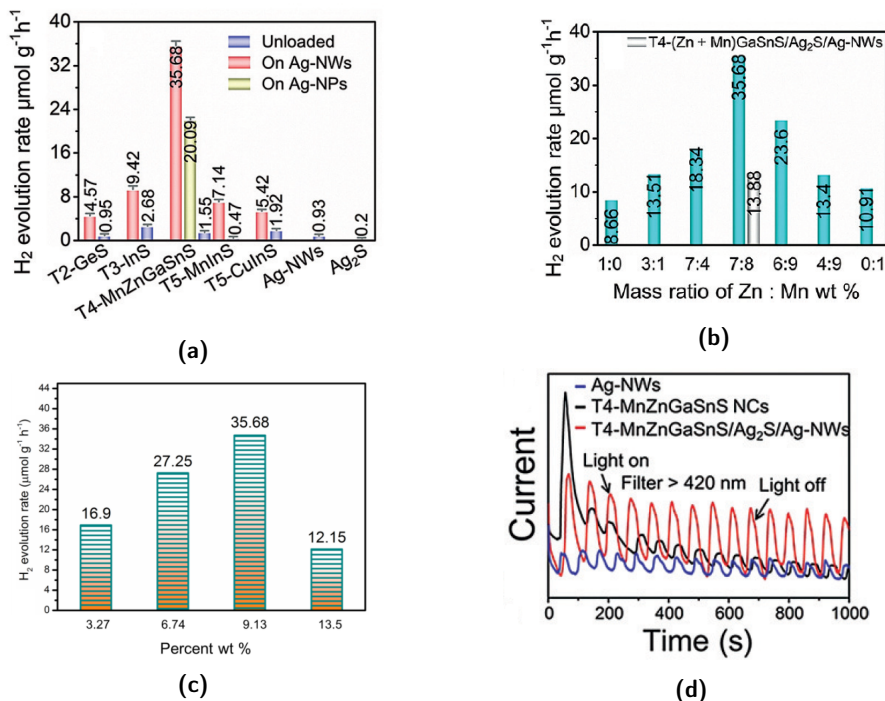 H₂ evolution rate μmol g⁻¹h⁻¹
40
32
24
16
8
0
Unloaded
On Ag-NWs
On Ag-NPs
4.57
0.95
9.42
2.68
35.68
20.09
1.55
7.14
0.47
5.42
1.92
0.93
0.2
T2-GeS
T3-InS
T4-MnZnGaSnS
T5-MnInS
T5-CuInS
Ag-NWs
Ag₂S
(a)
H₂ evolution rate μmol g⁻¹h⁻¹
40
30
20
10
0
T4-(Zn + Mn)GaSnS/Ag₂S/Ag-NWs
8.66
13.51
18.34
35.68
13.88
23.6
13.4
10.91
1:0
3:1
7:4
7:8
6:9
4:9
0:1
Mass ratio of Zn : Mn wt %
(b)
H₂ evolution rate (μmol g⁻¹ h⁻¹)
44
40
36
32
28
24
20
16
12
8
4
0
16.9
27.25
35.68
12.15
3.27
6.74
9.13
13.5
Percent wt %
(c)
Current
Ag-NWs
T4-MnZnGaSnS NCs
T4-MnZnGaSnS/Ag₂S/Ag-NWs
Light on
Filter > 420 nm
Light off
0
200
400
600
800
1000
Time (s)
(d)